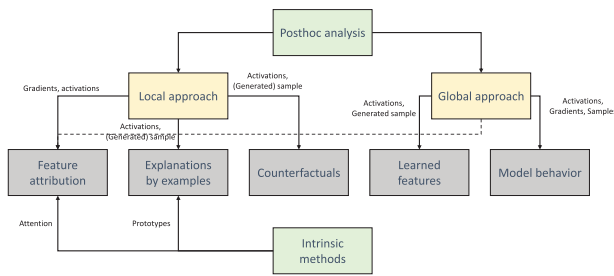 Posthoc analysis
Gradients, activations
Local approach
Activations,
(Generated) sample
Global approach
Activations,
Generated sample
Activations,
Gradients, Sample
Activations,
(Generated) sample
Feature
attribution
Explanations
by examples
Counterfactuals
Learned
features
Model behavior
Attention
Prototypes
Intrinsic
methods